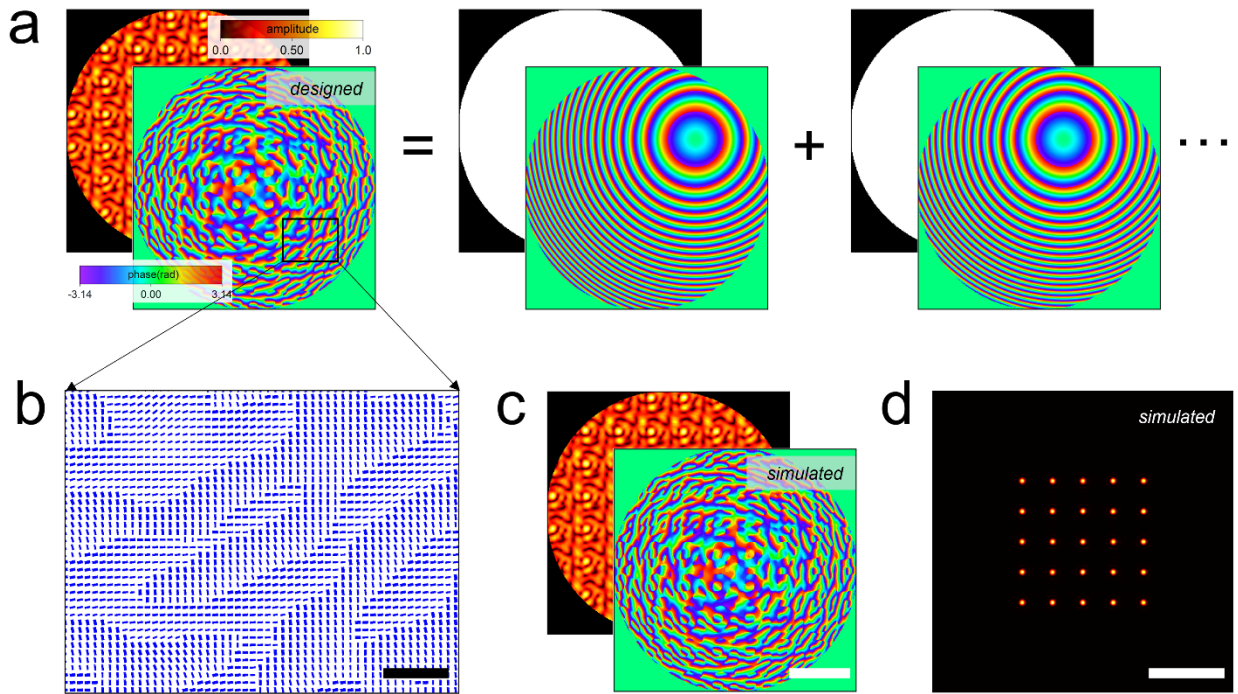 a
amplitude
0.0 0.50 1.0
designed
=
+
...
phase(rad)
-3.14 0.00 3.14
b
c
simulated
d
simulated